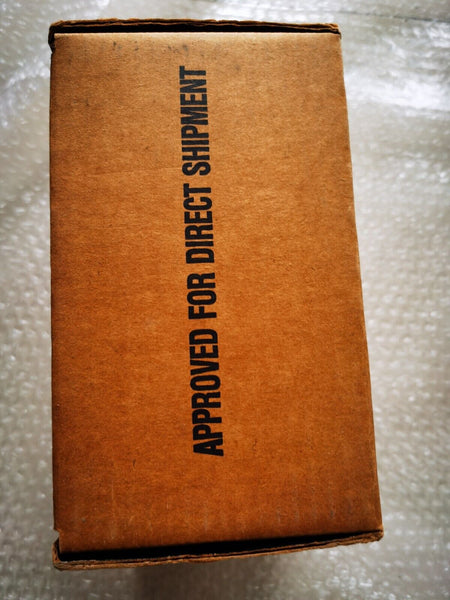 APPROVED FOR DIRECT SHIPMENT